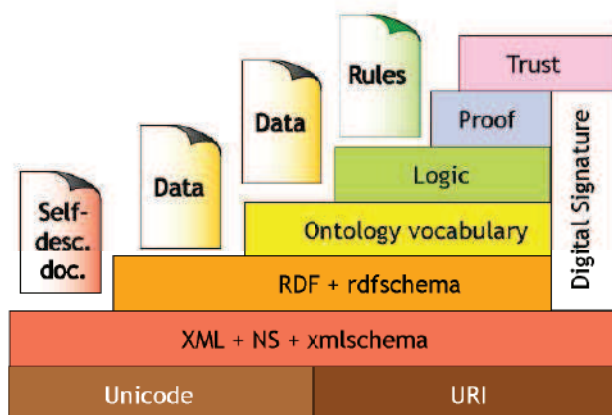 Rules
Trust
Data
Proof
Data
Logic
Self-
desc.
doc.
Ontology vocabulary
Digital Signature
RDF + rdfschema
XML + NS + xmlschema
Unicode
URI